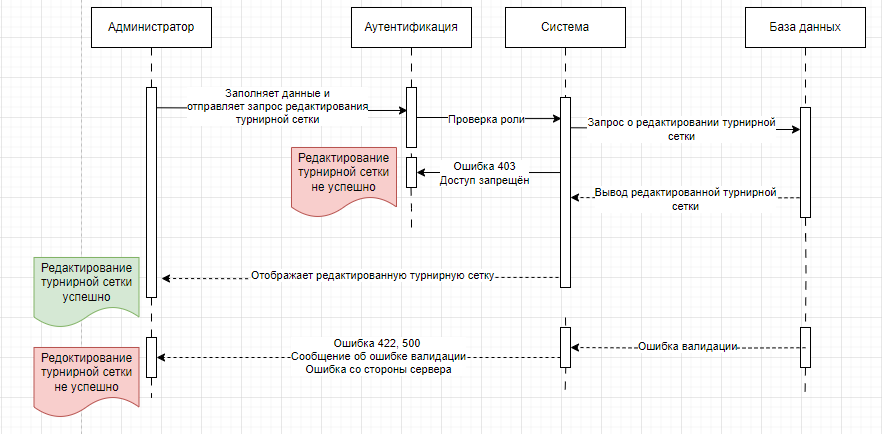 Администратор
Аутентификация
Система
База данных
Заполняет данные и
отправляет запрос редактирования
турнирной сетки
Проверка роли
Запрос о редактировании турнирной
сетки
Редактирование
турнирной сетки
не успешно
Ошибка 403
Доступ запрещён
Вывод редактированной турнирной
сетки
Редактирование
турнирной сетки
успешно
Отображает редактированную турнирную сетку
Редоктирование
турнирной сетки
не успешно
Ошибка 422, 500
Сообщение об ошибке валидации
Ошибка со стороны сервера
Ошибка валидации